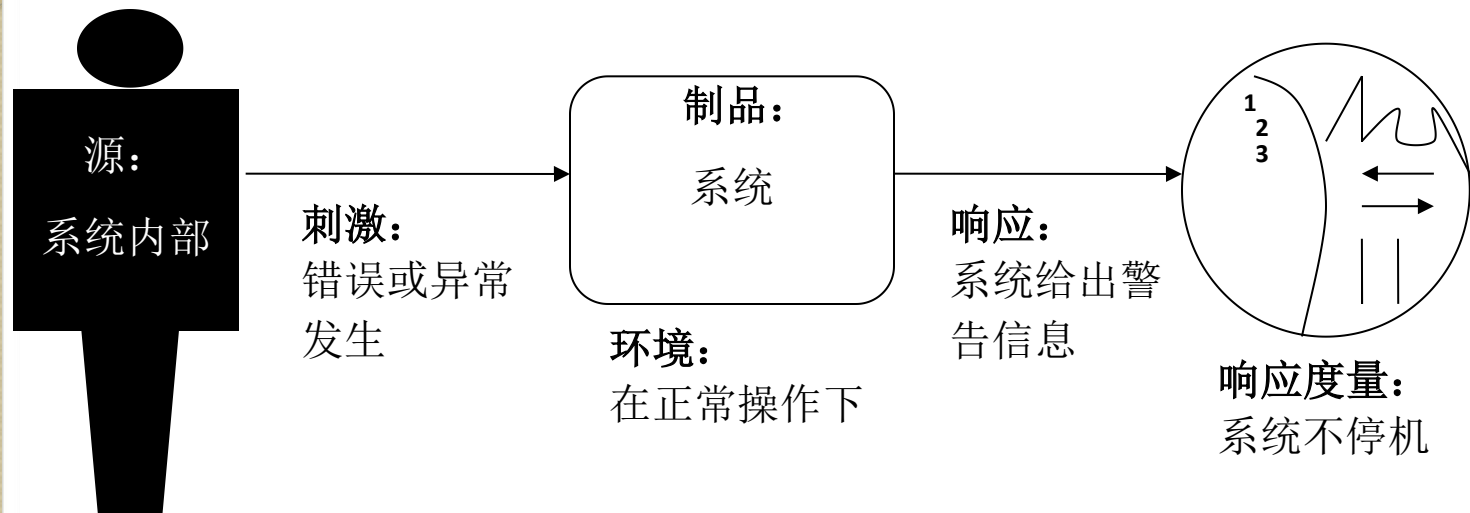 源：
系统内部
刺激：
错误或异常
发生
制品：
系统
环境：
在正常操作下
响应：
系统给出警
告信息
1
2
3
响应度量：
系统不停机